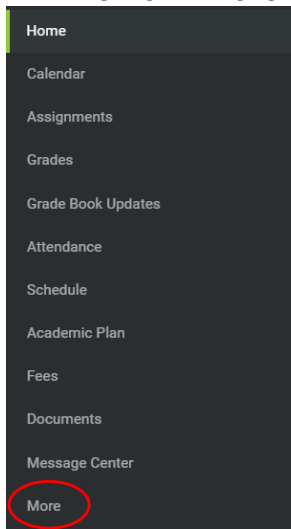 Home
Calendar
Assignments
Grades
Grade Book Updates
Attendance
Schedule
Academic Plan
Fees
Documents
Message Center
More